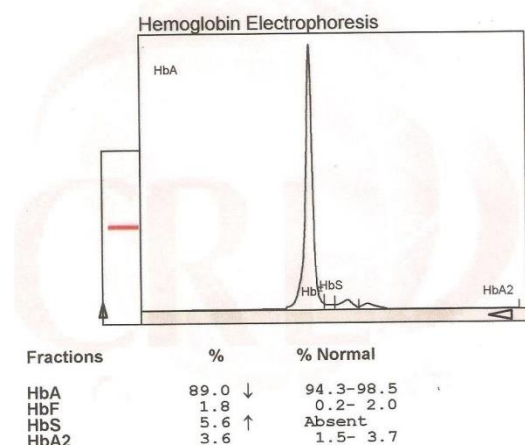 Hemoglobin Electrophoresis
HbA
HbS
HbA2
Fractions % % Normal
HbA 89.0 ↓ 94.3-98.5
HbF 1.8 0.2- 2.0
HbS 5.6 ↑ Absent
HbA2 3.6 1.5- 3.7